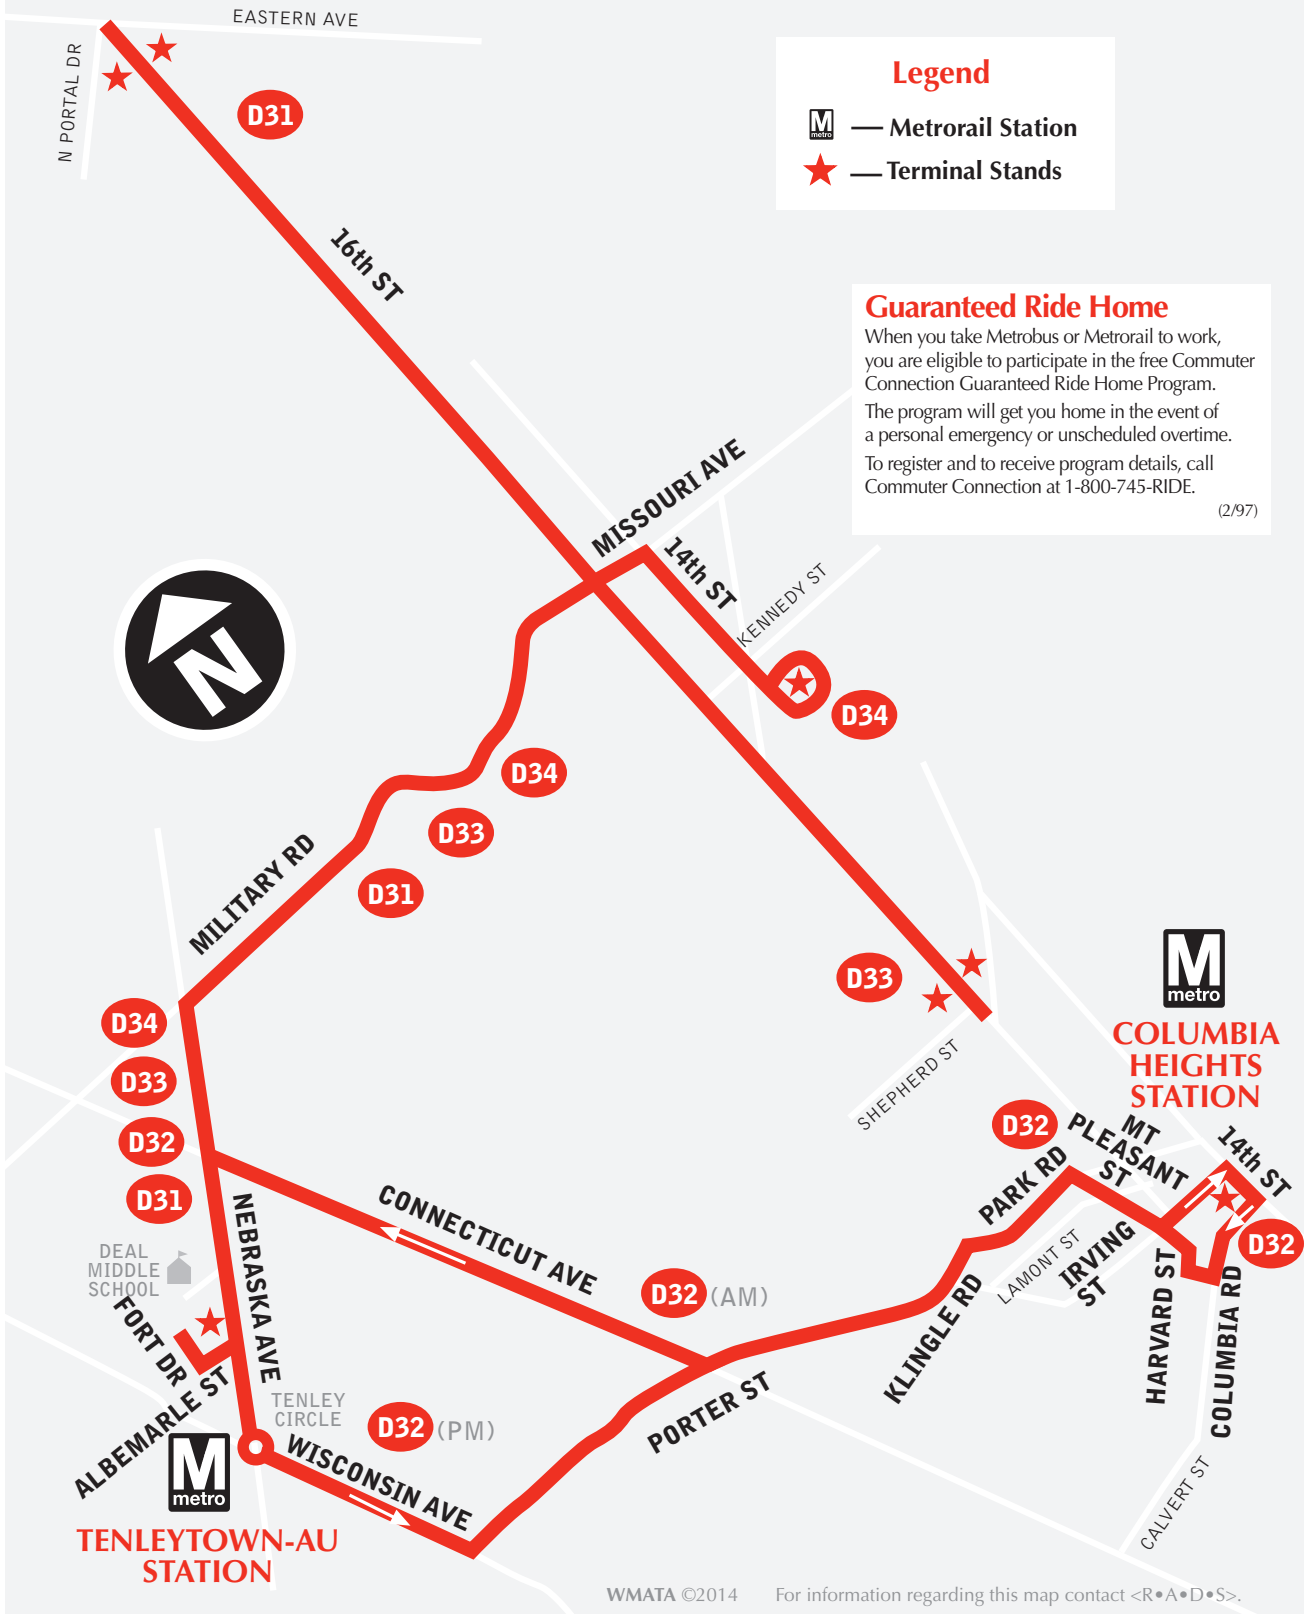 EASTERN AVE
N PORTAL DR
D31
Legend
M
metro
— Metrorail Station
— Terminal Stands
16th ST
Guaranteed Ride Home
When you take Metrobus or Metrorail to work,
you are eligible to participate in the free Commuter
Connection Guaranteed Ride Home Program.
The program will get you home in the event of
a personal emergency or unscheduled overtime.
To register and to receive program details, call
Commuter Connection at 1-800-745-RIDE.
(2/97)
MISSOURI AVE
14th ST
KENNEDY ST
N
D34
D34
D33
D31
MILITARY RD
D33
M
metro
COLUMBIA
HEIGHTS
STATION
SHEPHERD ST
D34
D33
D32
D31
D32
MT
PLEASANT
ST
14th ST
PARK RD
CONNECTICUT AVE
NEBRASKA AVE
LAMONT ST
IRVING
ST
D32
DEAL
MIDDLE
SCHOOL
D32 (AM)
KLINGLE RD
HARVARD ST
COLUMBIA RD
FORT DR
ALBEMARLE ST
TENLEY
CIRCLE
D32 (PM)
PORTER ST
WISCONSIN AVE
CALVERT ST
M
metro
TENLEYTOWN-AU
STATION
WMATA ©2014 For information regarding this map contact <R•A•D•S>.